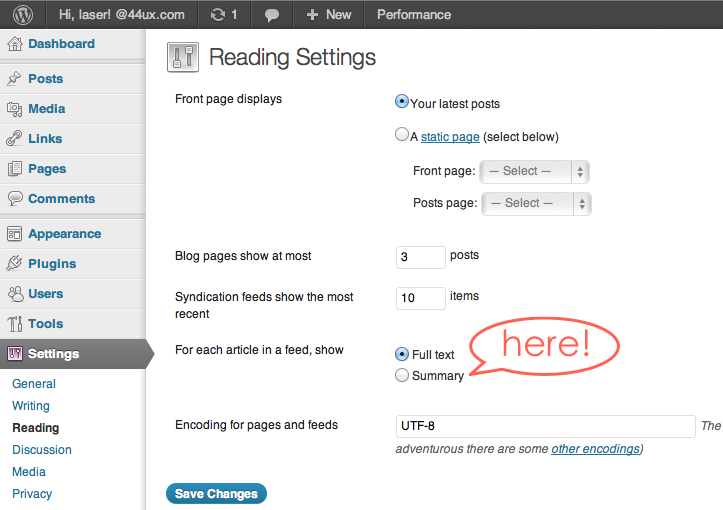 Hi, laser! @44ux.com 1 + New Performance
Dashboard
Posts
Media
Links
Pages
Comments
Appearance
Plugins
Users
Tools
Settings
General
Writing
Reading
Discussion
Media
Privacy
Reading Settings
Front page displays
Your latest posts
A static page (select below)
Front page: — Select —
Posts page: — Select —
Blog pages show at most 3 posts
Syndication feeds show the most
recent
10 items
For each article in a feed, show
Full text
Summary
here!
Encoding for pages and feeds UTF-8 The
adventurous there are some other encodings)
Save Changes